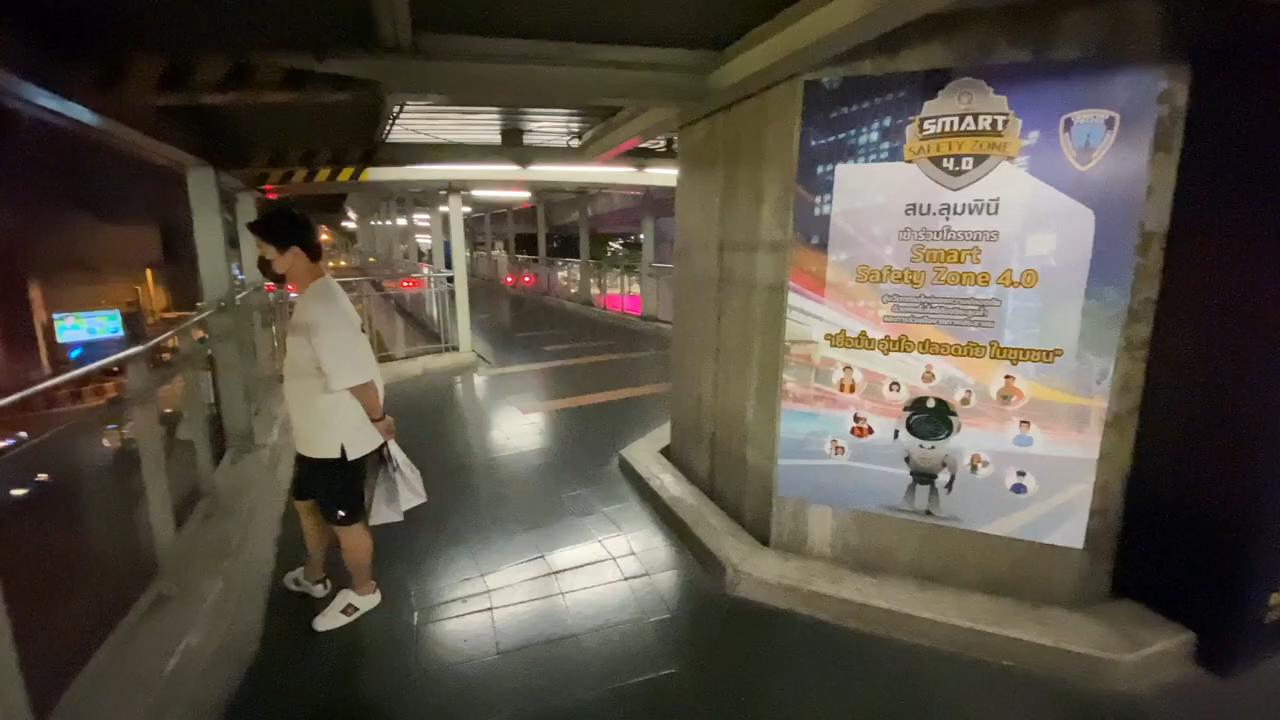 SMART
SAFETY ZONE
4.0
สน.ลุมพินี
เข้าร่วมโครงการ
Smart
Safety Zone 4.0
"เชื่อมั่น อุ่นใจ ปลอดภัย ในชุมชน"